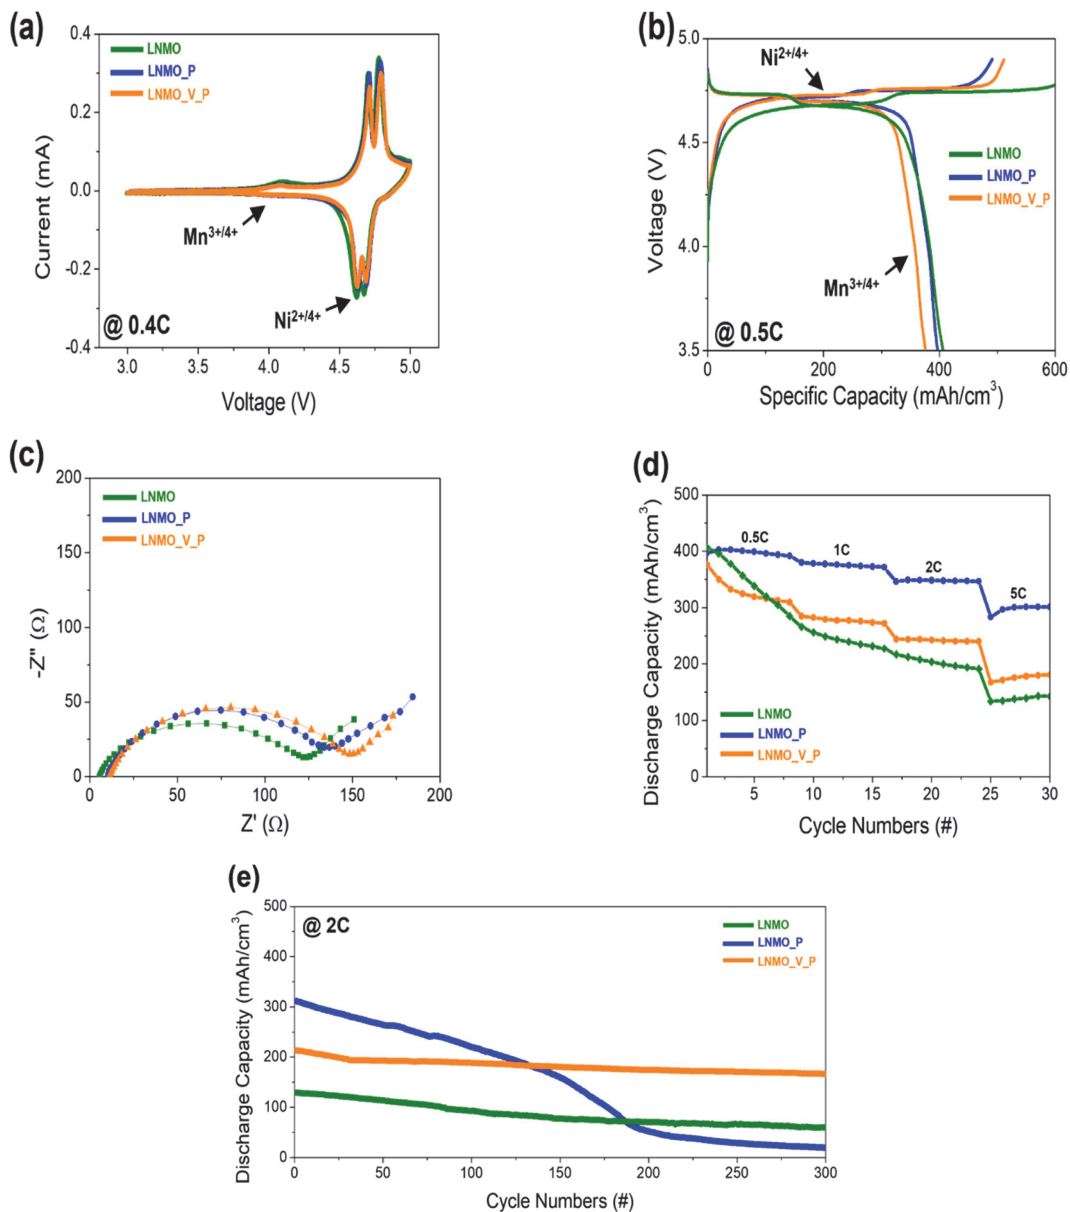 (a)
LNMO
LNMO_P
LNMO_V_P
0.4
0.2
0.0
-0.2
-0.4
Current (mA)
Mn3+/4+
Ni2+/4+
@ 0.4C
3.0 3.5 4.0 4.5 5.0
Voltage (V)
(b)
5.0
4.5
4.0
3.5
Voltage (V)
Ni2+/4+
LNMO
LNMO_P
LNMO_V_P
Mn3+/4+
@ 0.5C
0 200 400 600
Specific Capacity (mAh/cm3)
(c)
200
150
100
50
0
-Z'' (Ω)
LNMO
LNMO_P
LNMO_V_P
0 50 100 150 200
Z' (Ω)
(d)
500
400
300
200
100
0
Discharge Capacity (mAh/cm3)
0.5C
1C
2C
5C
LNMO
LNMO_P
LNMO_V_P
5 10 15 20 25 30
Cycle Numbers (#)
(e)
500
400
300
200
100
0
Discharge Capacity (mAh/cm3)
@ 2C
LNMO
LNMO_P
LNMO_V_P
0 50 100 150 200 250 300
Cycle Numbers (#)